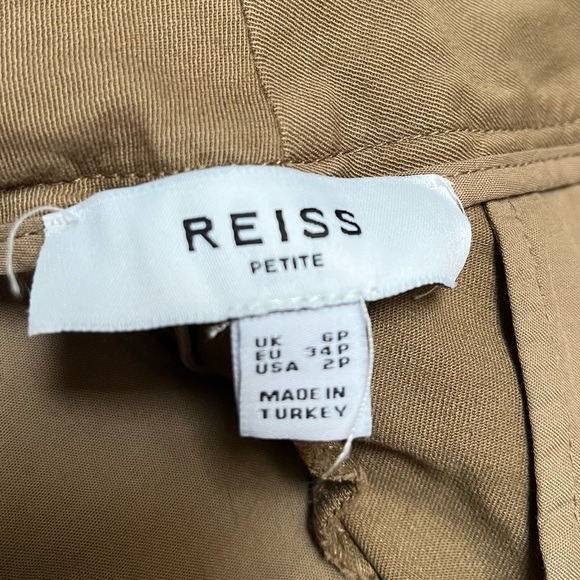 REISS
PETITE
UK 6P
EU 34P
USA 2P
MADE IN
TURKEY